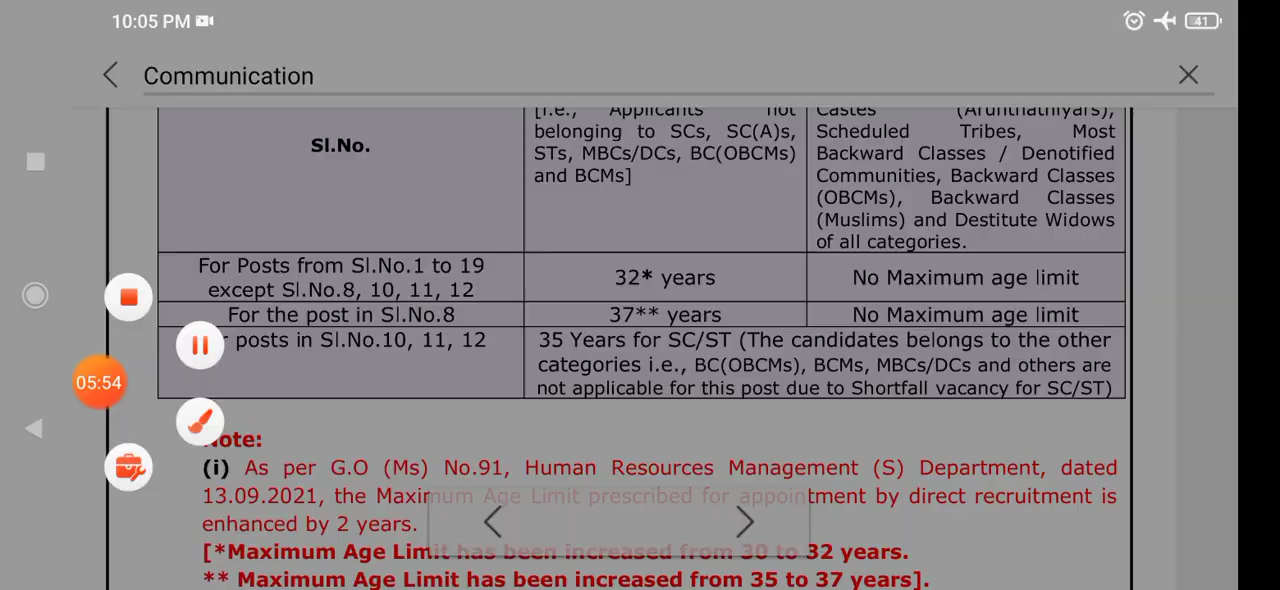 10:05 PM
41
Communication
Sl.No.
[i.e., Applicants not
belonging to SCs, SC(A)s,
STs, MBCs/DCs, BC(OBCMs)
and BCMs]
Castes (Arunthathiyars),
Scheduled Tribes, Most
Backward Classes / Denotified
Communities, Backward Classes
(OBCMs), Backward Classes
(Muslims) and Destitute Widows
of all categories.
For Posts from Sl.No.1 to 19
except Sl.No.8, 10, 11, 12
32* years
No Maximum age limit
For the post in Sl.No.8
37** years
No Maximum age limit
r posts in Sl.No.10, 11, 12
35 Years for SC/ST (The candidates belongs to the other
categories i.e., BC(OBCMs), BCMs, MBCs/DCs and others are
not applicable for this post due to Shortfall vacancy for SC/ST)
05:54
Note:
(i) As per G.O (Ms) No.91, Human Resources Management (S) Department, dated
13.09.2021, the Maximum Age Limit prescribed for appointment by direct recruitment is
enhanced by 2 years.
[*Maximum Age Limit has been increased from 30 to 32 years.
** Maximum Age Limit has been increased from 35 to 37 years].